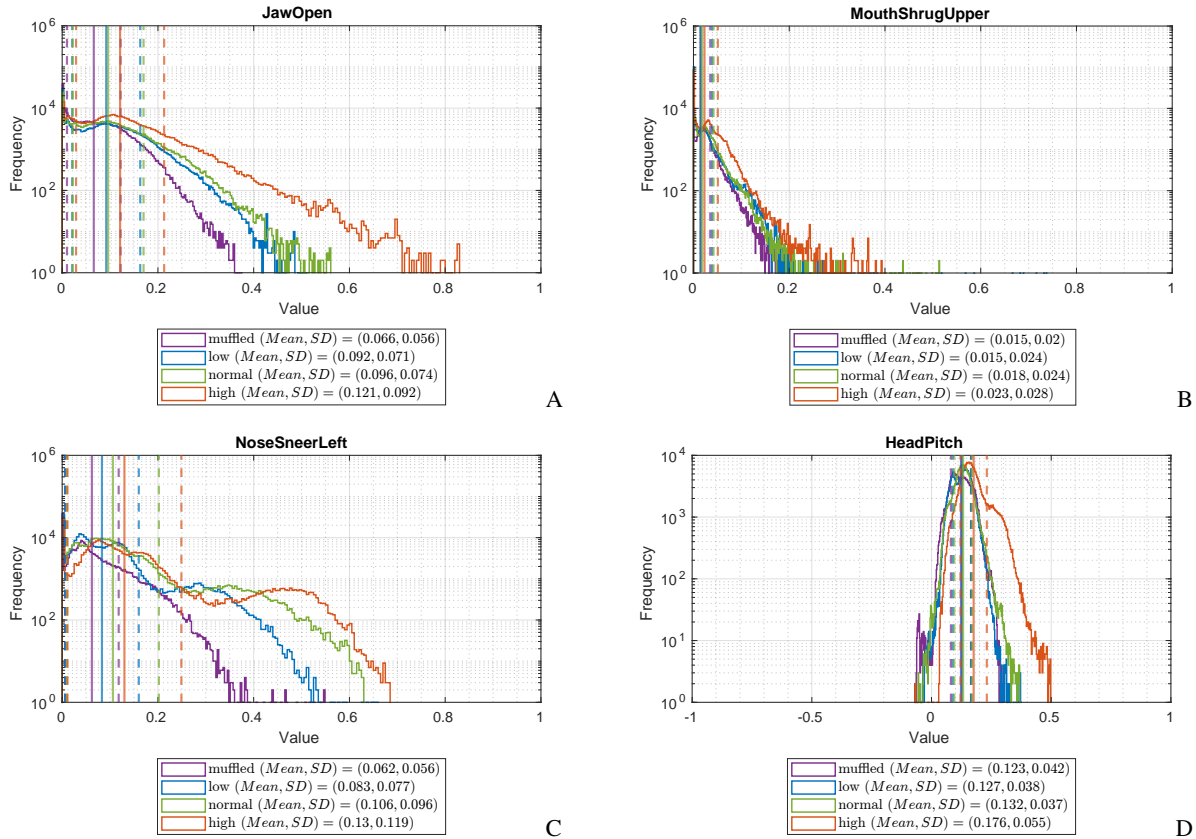 JawOpen
10^6
10^4
10^2
10^0
Frequency
0 0.2 0.4 0.6 0.8 1
Value
muffled (Mean, SD) = (0.066, 0.056)
low (Mean, SD) = (0.092, 0.071)
normal (Mean, SD) = (0.096, 0.074)
high (Mean, SD) = (0.121, 0.092)
A
MouthShrugUpper
10^6
10^4
10^2
10^0
Frequency
0 0.2 0.4 0.6 0.8 1
Value
muffled (Mean, SD) = (0.015, 0.02)
low (Mean, SD) = (0.015, 0.024)
normal (Mean, SD) = (0.018, 0.024)
high (Mean, SD) = (0.023, 0.028)
B
NoseSneerLeft
10^6
10^4
10^2
10^0
Frequency
0 0.2 0.4 0.6 0.8 1
Value
muffled (Mean, SD) = (0.062, 0.056)
low (Mean, SD) = (0.083, 0.077)
normal (Mean, SD) = (0.106, 0.096)
high (Mean, SD) = (0.13, 0.119)
C
HeadPitch
10^4
10^3
10^2
10^1
10^0
Frequency
-1 -0.5 0 0.5 1
Value
muffled (Mean, SD) = (0.123, 0.042)
low (Mean, SD) = (0.127, 0.038)
normal (Mean, SD) = (0.132, 0.037)
high (Mean, SD) = (0.176, 0.055)
D